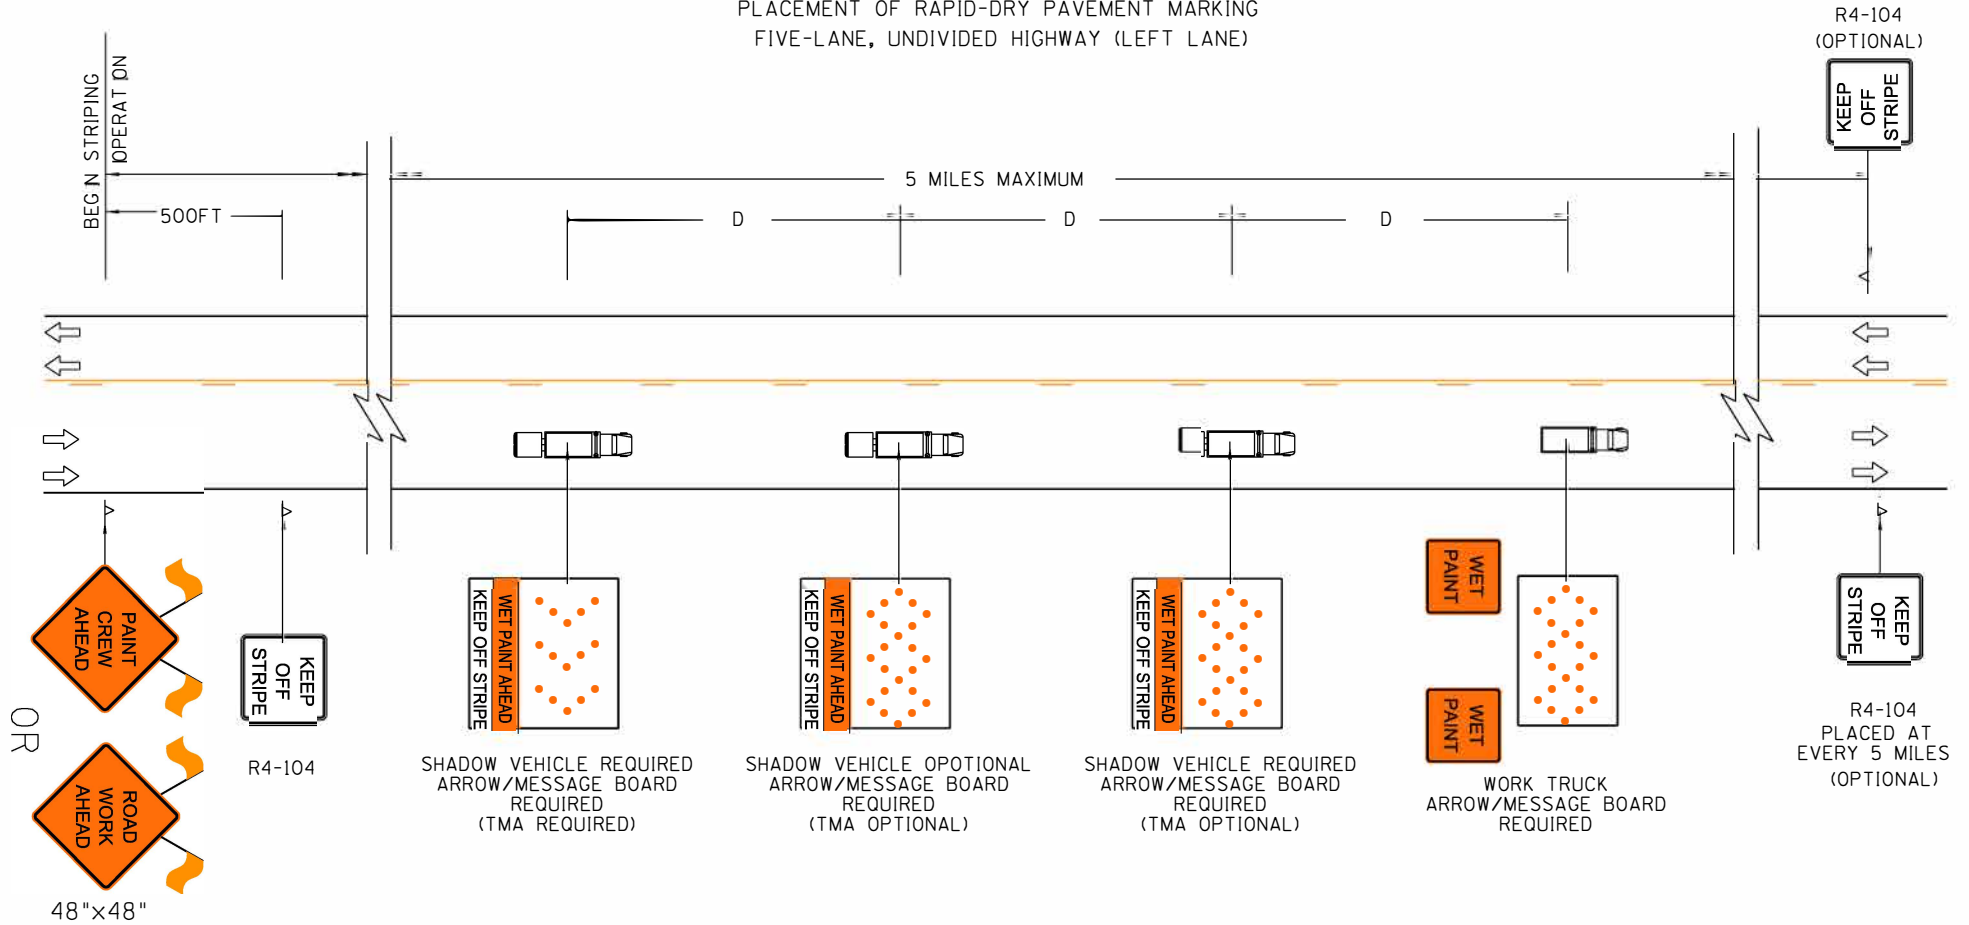 PLACEMENT OF RAPID-DRY PAVEMENT MARKING
FIVE-LANE, UNDIVIDED HIGHWAY (LEFT LANE)
R4-104
(OPTIONAL)
KEEP
OFF
STRIPE
BEGIN STRIPING
OPERATION
5 MILES MAXIMUM
500FT
D
D
D
PAINT
CREW
AHEAD
OR
ROAD
WORK
AHEAD
48"x48"
KEEP
OFF
STRIPE
R4-104
WET PAINT AHEAD
KEEP OFF STRIPE
SHADOW VEHICLE REQUIRED
ARROW/MESSAGE BOARD
REQUIRED
(TMA REQUIRED)
WET PAINT AHEAD
KEEP OFF STRIPE
SHADOW VEHICLE OPOTIONAL
ARROW/MESSAGE BOARD
REQUIRED
(TMA OPTIONAL)
WET PAINT AHEAD
KEEP OFF STRIPE
SHADOW VEHICLE REQUIRED
ARROW/MESSAGE BOARD
REQUIRED
(TMA OPTIONAL)
WET
PAINT
WET
PAINT
WORK TRUCK
ARROW/MESSAGE BOARD
REQUIRED
KEEP
OFF
STRIPE
R4-104
PLACED AT
EVERY 5 MILES
(OPTIONAL)